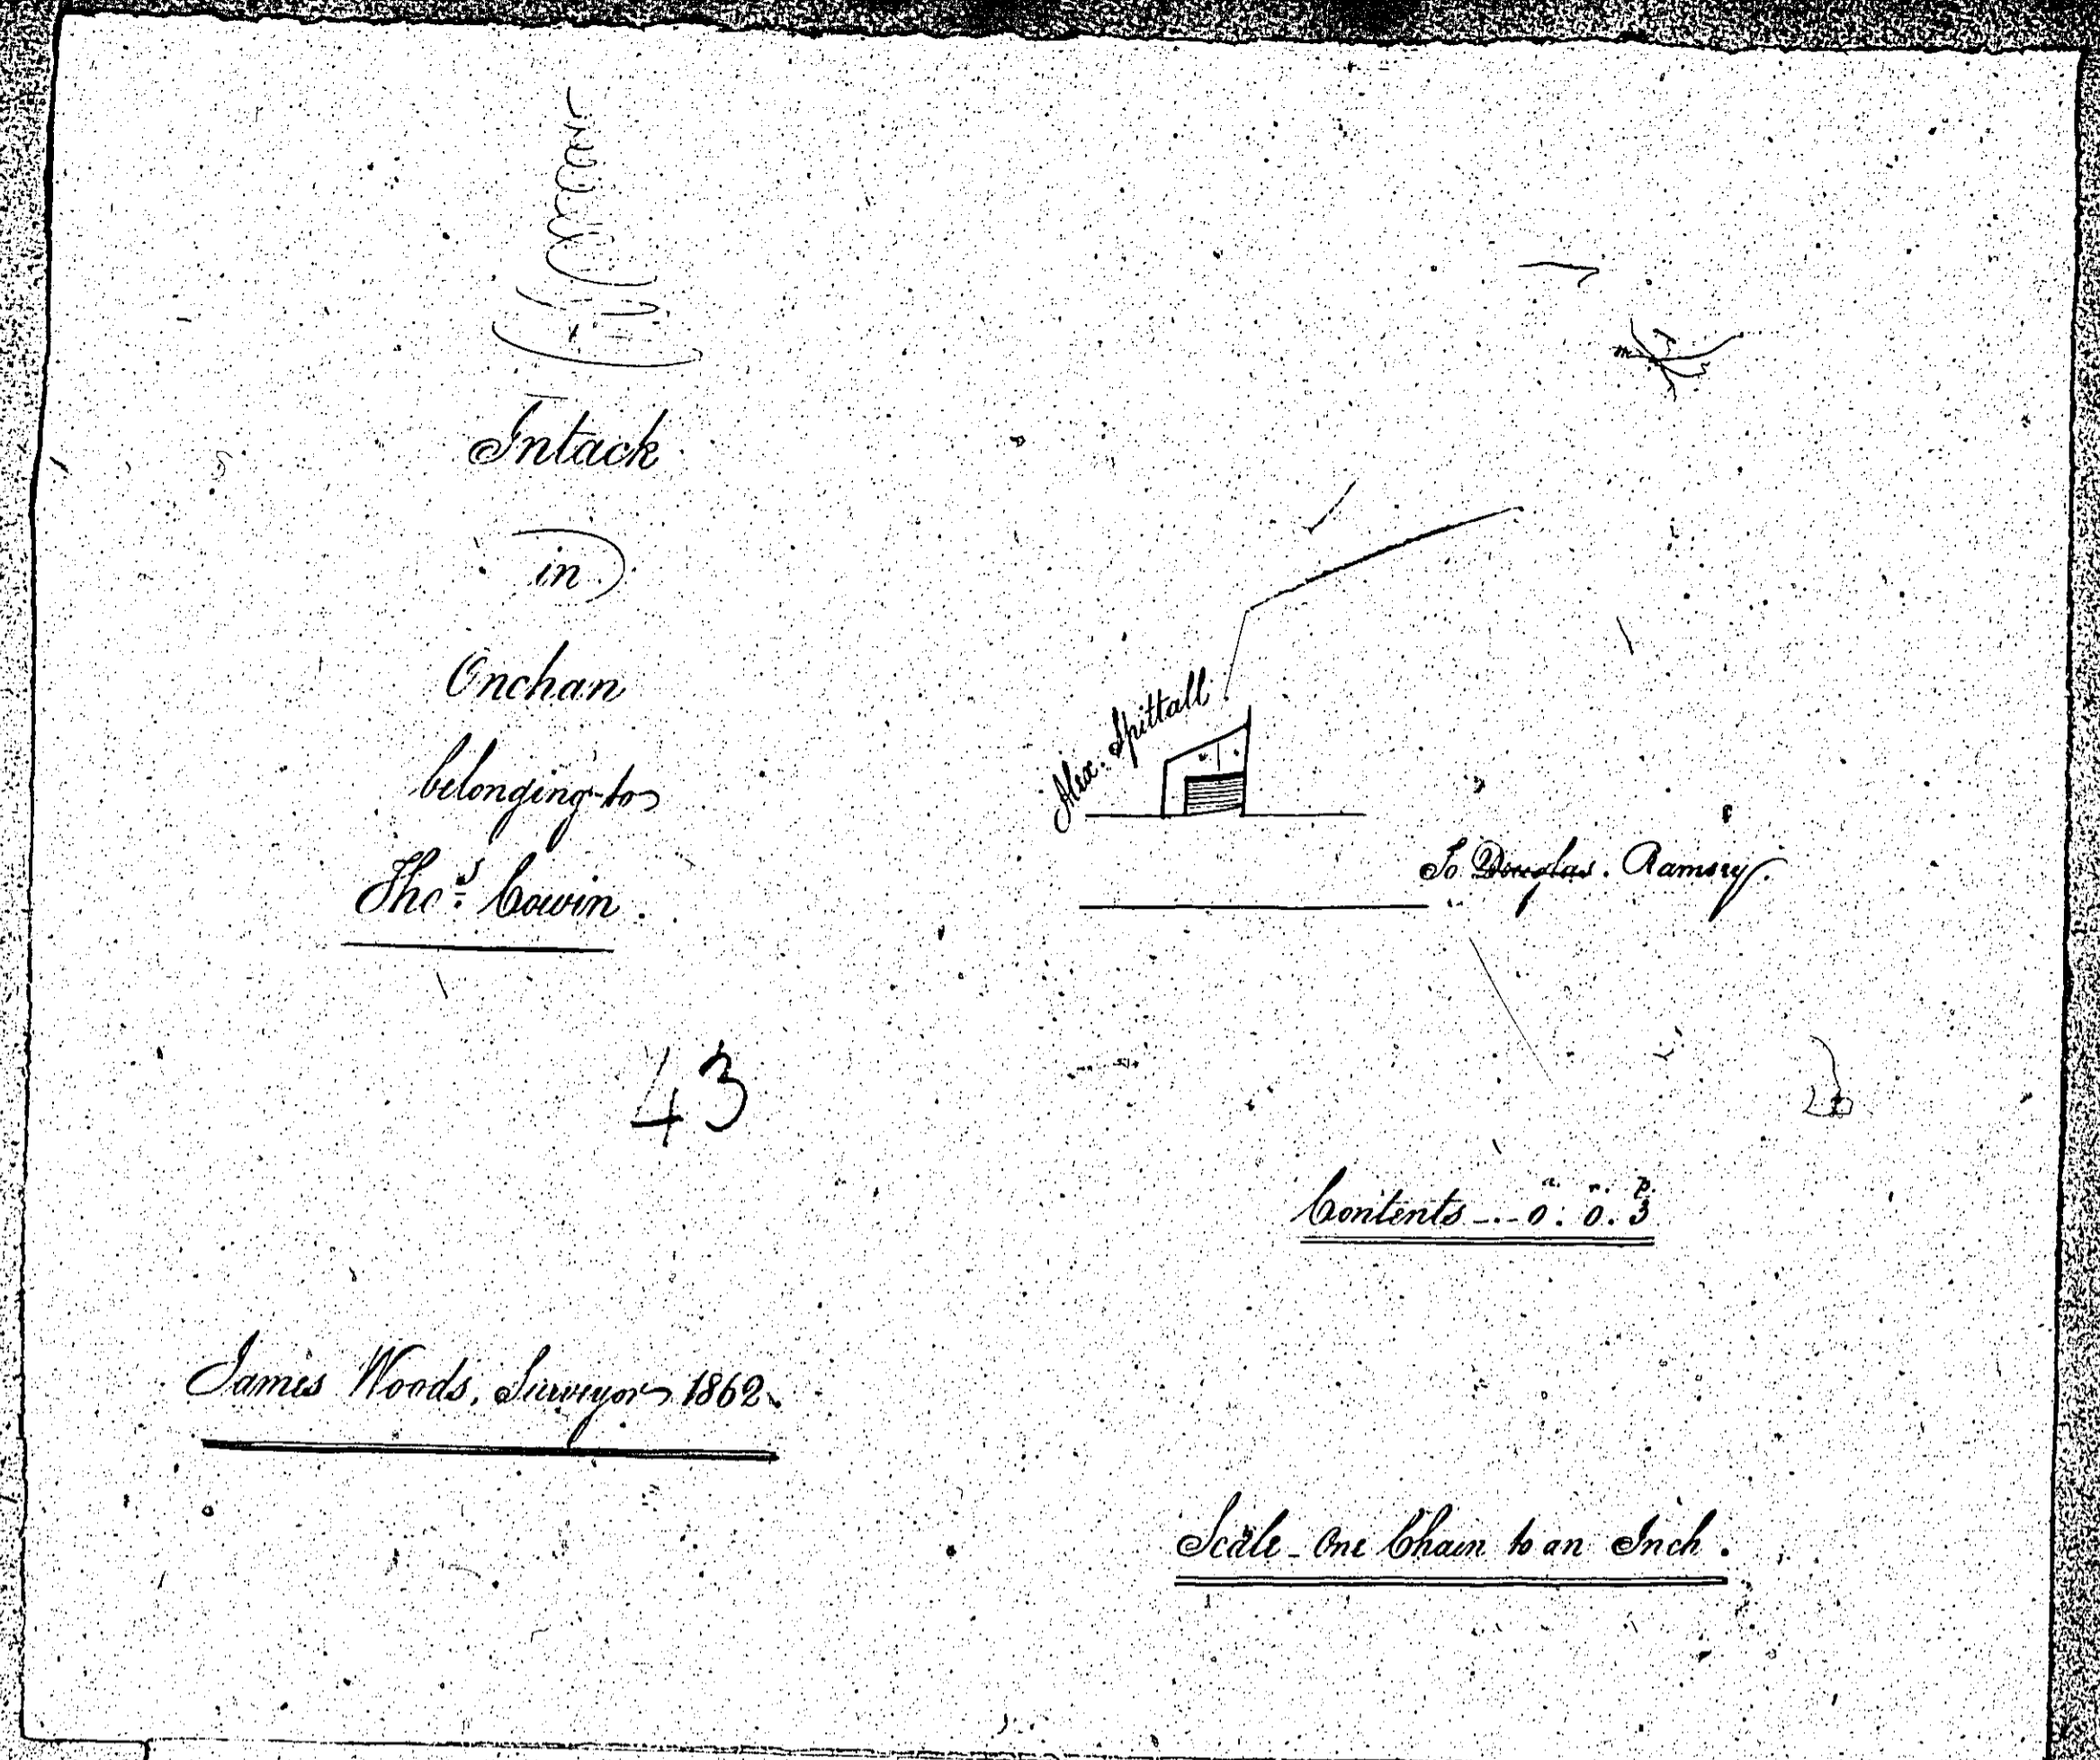 Intack
in
Onchan
belonging to
Thos. Cowin.
Alex. Spittall
To Douglas. Ramsey.
43
a. r. p.
Contents --- 0. 0. 3
James Woods, Surveyor 1862.
Scale - One Chain to an Inch.